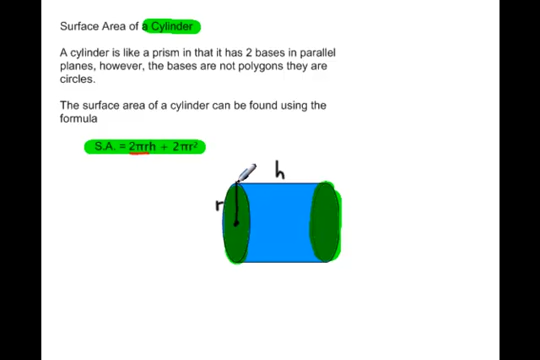 Surface Area of a Cylinder
A cylinder is like a prism in that it has 2 bases in parallel
planes, however, the bases are not polygons they are
circles.
The surface area of a cylinder can be found using the
formula
S.A. = 2πrh + 2πr²
h
r